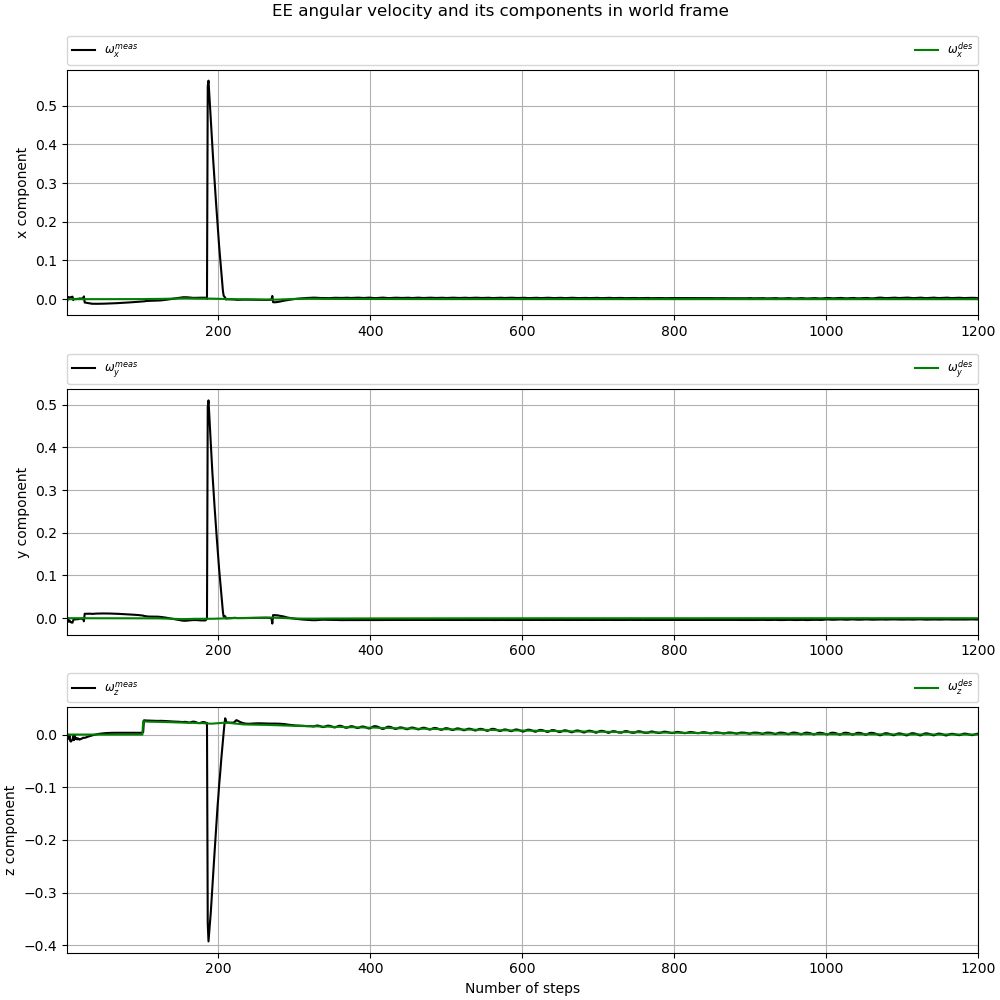 EE angular velocity and its components in world frame
ω_x^{meas} ω_x^{des}
0.5
0.4
0.3
0.2
0.1
0.0
x component
200 400 600 800 1000 1200
ω_y^{meas} ω_y^{des}
0.5
0.4
0.3
0.2
0.1
0.0
y component
200 400 600 800 1000 1200
ω_z^{meas} ω_z^{des}
0.0
−0.1
−0.2
−0.3
−0.4
z component
200 400 600 800 1000 1200
Number of steps